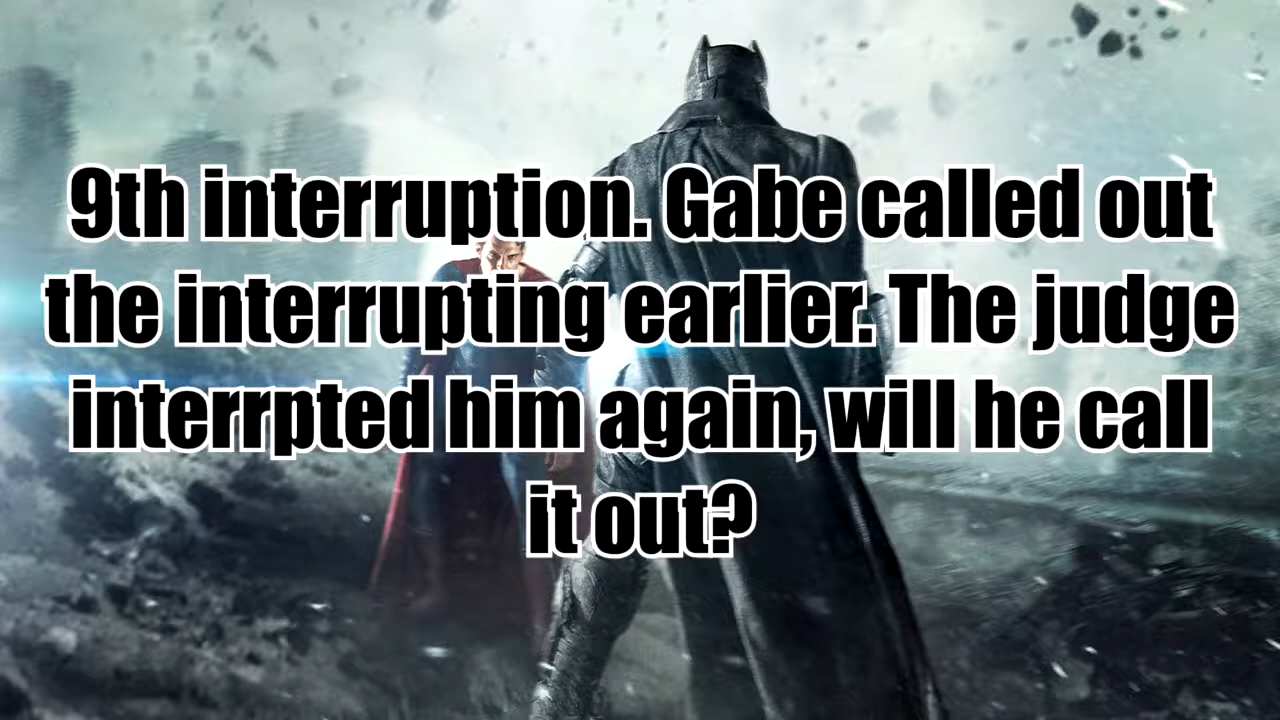 9th interruption. Gabe called out
the interrupting earlier. The judge
interrpted him again, will he call
it out?